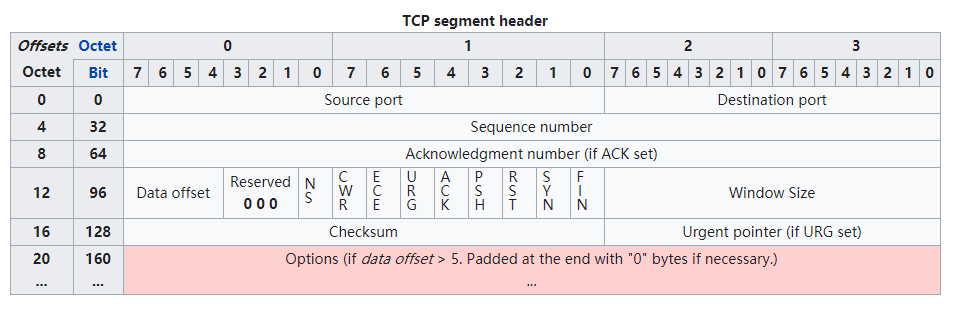 TCP segment header
Offsets Octet 0 1 2 3
Octet Bit 7 6 5 4 3 2 1 0 7 6 5 4 3 2 1 0 7 6 5 4 3 2 1 0 7 6 5 4 3 2 1 0
0 0 Source port Destination port
4 32 Sequence number
8 64 Acknowledgment number (if ACK set)
12 96 Data offset Reserved 0 0 0 NS CWR ECE URG ACK PSH RST SYN FIN Window Size
16 128 Checksum Urgent pointer (if URG set)
20 160 Options (if data offset > 5. Padded at the end with "0" bytes if necessary.)
... ... ...